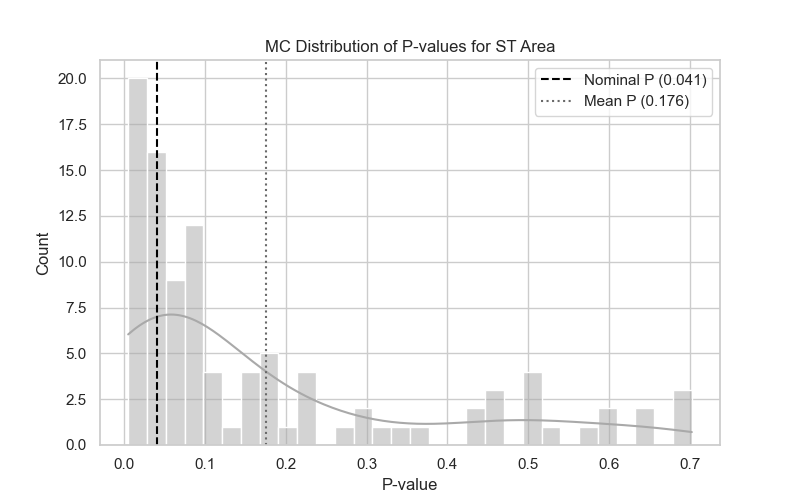 MC Distribution of P-values for ST Area
Nominal P (0.041)
Mean P (0.176)
20.0
17.5
15.0
12.5
10.0
7.5
5.0
2.5
0.0
Count
0.0 0.1 0.2 0.3 0.4 0.5 0.6 0.7
P-value